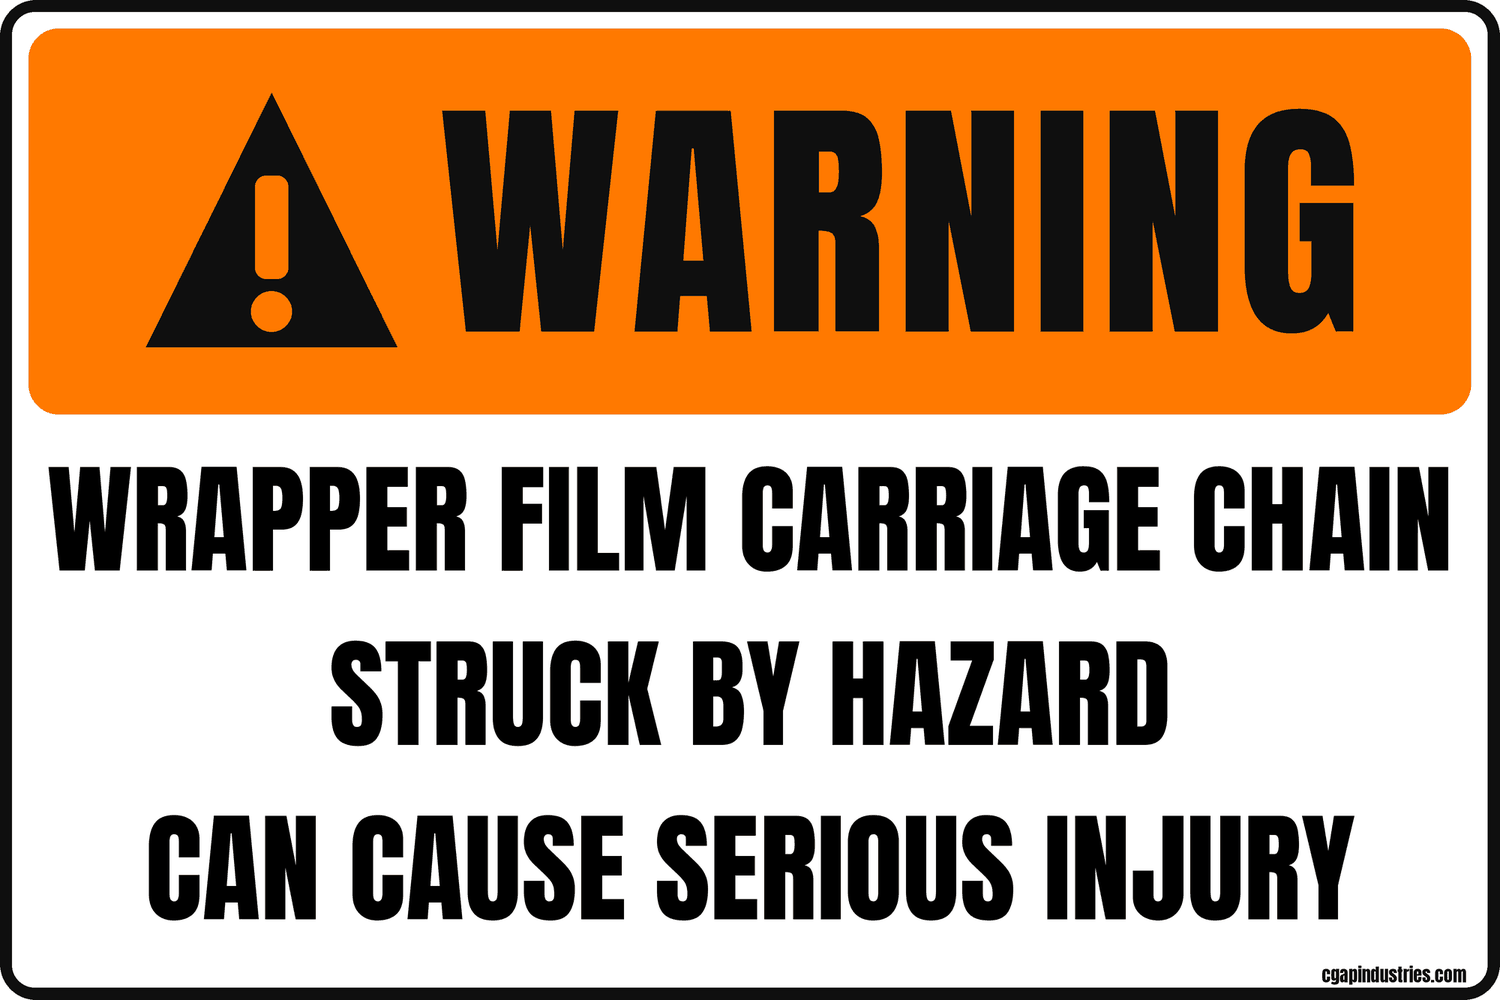 WARNING
WRAPPER FILM CARRIAGE CHAIN
STRUCK BY HAZARD
CAN CAUSE SERIOUS INJURY
cgapindustries.com